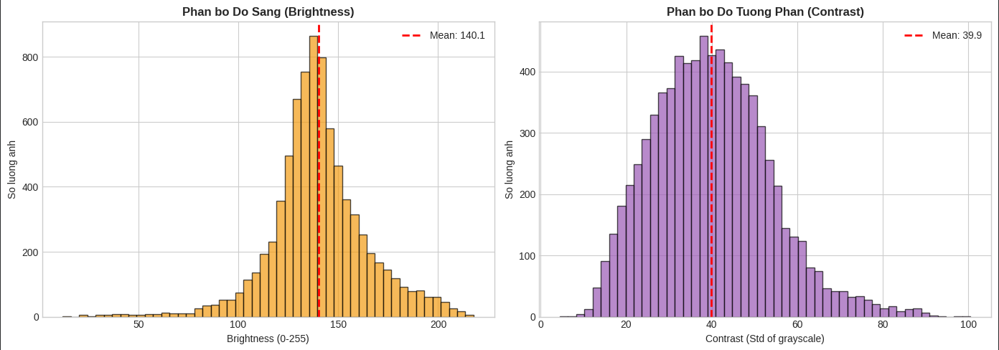 Phan bo Do Sang (Brightness)
Mean: 140.1
So luong anh
800
600
400
200
0
50
100
150
200
Brightness (0-255)
Phan bo Do Tuong Phan (Contrast)
Mean: 39.9
So luong anh
400
300
200
100
0
0
20
40
60
80
100
Contrast (Std of grayscale)